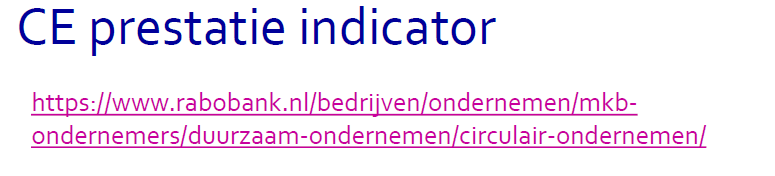 CE prestatie indicator
https://www.rabobank.nl/bedrijven/ondernemen/mkb-
ondernemers/duurzaam-ondernemen/circulair-ondernemen/